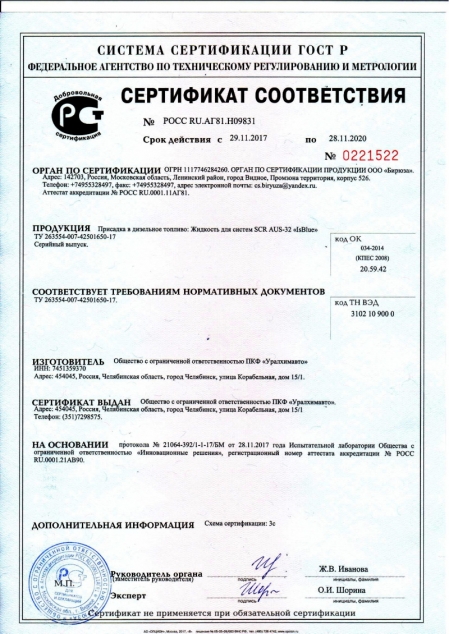 СИСТЕМА СЕРТИФИКАЦИИ ГОСТ Р
ФЕДЕРАЛЬНОЕ АГЕНТСТВО ПО ТЕХНИЧЕСКОМУ РЕГУЛИРОВАНИЮ И МЕТРОЛОГИИ
Добровольная
сертификация
СЕРТИФИКАТ СООТВЕТСТВИЯ
№ РОСС RU.АГ81.Н09831
Срок действия с 29.11.2017 по 28.11.2020
№ 0221522
ОРГАН ПО СЕРТИФИКАЦИИ ОГРН 1117746284260. ОРГАН ПО СЕРТИФИКАЦИИ ПРОДУКЦИИ ООО «Бирюза».
Адрес: 142703, Россия, Московская область, Ленинский район, город Видное, Промзона территория, корпус 526.
Телефон: +74955328497, факс: +74955328497, адрес электронной почты: cs.biryuza@yandex.ru.
Аттестат аккредитации № РОСС RU.0001.11АГ81.
ПРОДУКЦИЯ Присадка в дизельное топливо: Жидкость для систем SCR AUS-32 «IsBlue»
ТУ 263554-007-42501650-17
Серийный выпуск.
код ОК
034-2014
(КПЕС 2008)
20.59.42
СООТВЕТСТВУЕТ ТРЕБОВАНИЯМ НОРМАТИВНЫХ ДОКУМЕНТОВ
ТУ 263554-007-42501650-17.
код ТН ВЭД
3102 10 900 0
ИЗГОТОВИТЕЛЬ Общество с ограниченной ответственностью ПКФ «Уралхимавто»
ИНН: 7451359370
Адрес: 454045, Россия, Челябинская область, город Челябинск, улица Корабельная, дом 15/1.
СЕРТИФИКАТ ВЫДАН Общество с ограниченной ответственностью ПКФ «Уралхимавто».
Адрес: 454045, Россия, Челябинская область, город Челябинск, улица Корабельная, дом 15/1
Телефон: (351)7298575.
НА ОСНОВАНИИ протокола № 21064-392/1-1-17/БМ от 28.11.2017 года Испытательной лаборатории Общества с
ограниченной ответственностью «Инновационные решения», регистрационный номер аттестата аккредитации № РОСС
RU.0001.21АВ90.
ДОПОЛНИТЕЛЬНАЯ ИНФОРМАЦИЯ Схема сертификации: 3с
М.П.
Руководитель органа
(заместитель руководителя)
подпись
Ж.В. Иванова
инициалы, фамилия
Эксперт
подпись
О.И. Шорина
инициалы, фамилия
Сертификат не применяется при обязательной сертификации